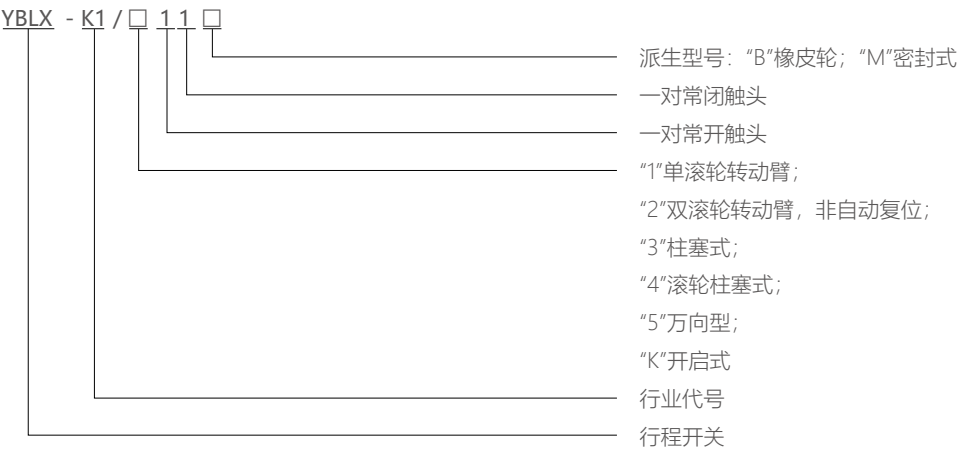 YBLX - K1 / □ 1 1 □
派生型号：“B”橡皮轮；“M”密封式
一对常闭触头
一对常开触头
“1”单滚轮转动臂；
“2”双滚轮转动臂，非自动复位；
“3”柱塞式；
“4”滚轮柱塞式；
“5”万向型；
“K”开启式
行业代号
行程开关